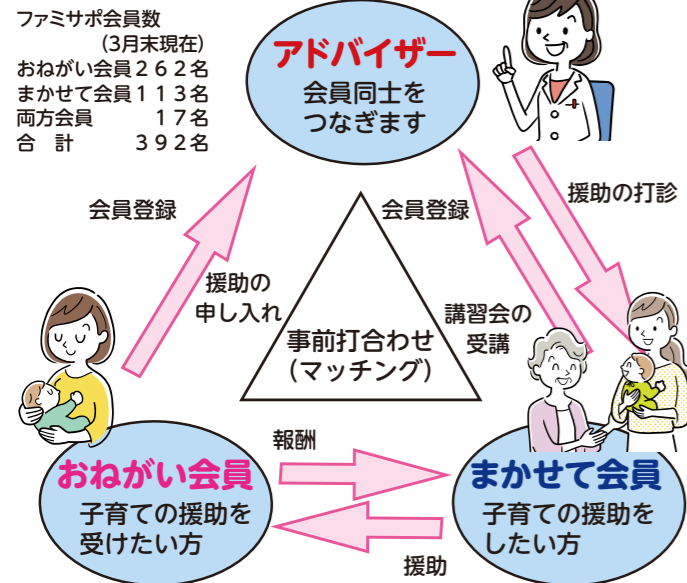 ファミサポ会員数
(3月末現在)
おねがい会員262名
まかせて会員113名
両方会員 17名
合 計 392名
アドバイザー
会員同士を
つなぎます
会員登録
援助の
申し入れ
会員登録
講習会の
受講
援助の打診
事前打合わせ
(マッチング)
おねがい会員
子育ての援助を
受けたい方
報酬
援助
まかせて会員
子育ての援助を
したい方